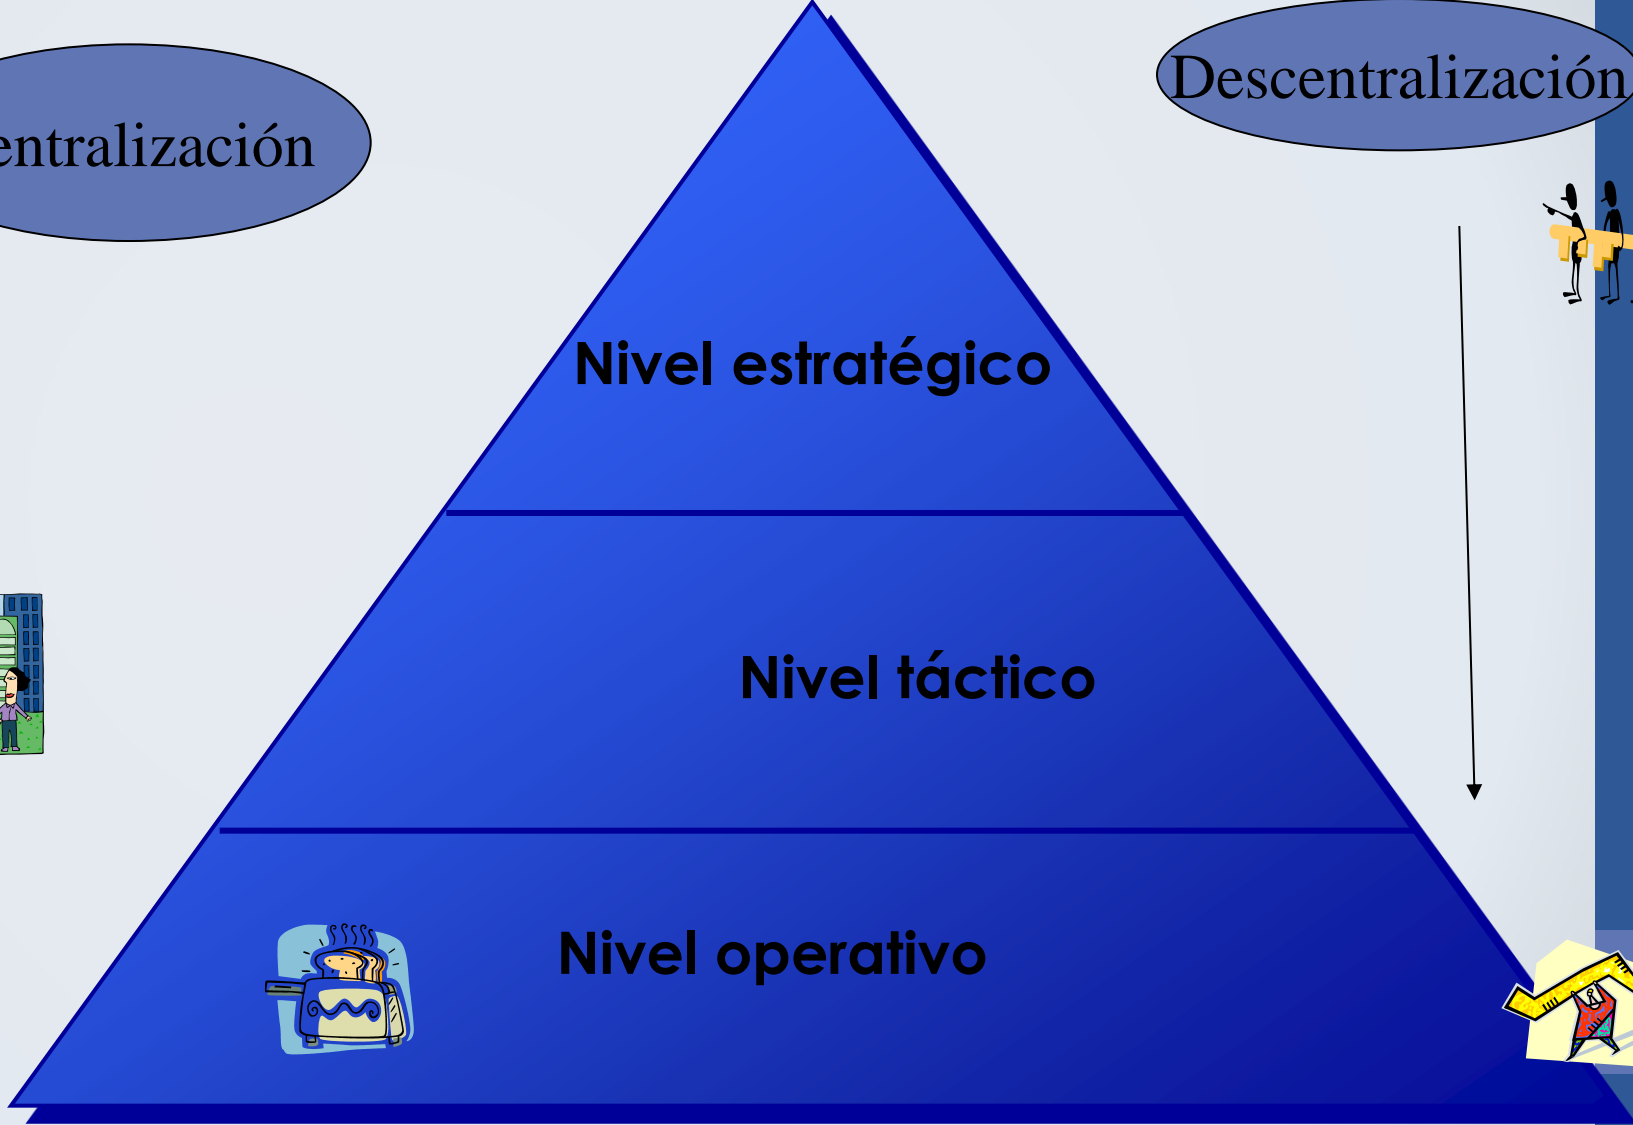 Descentralización
entralización
Nivel estratégico
Nivel táctico
Nivel operativo